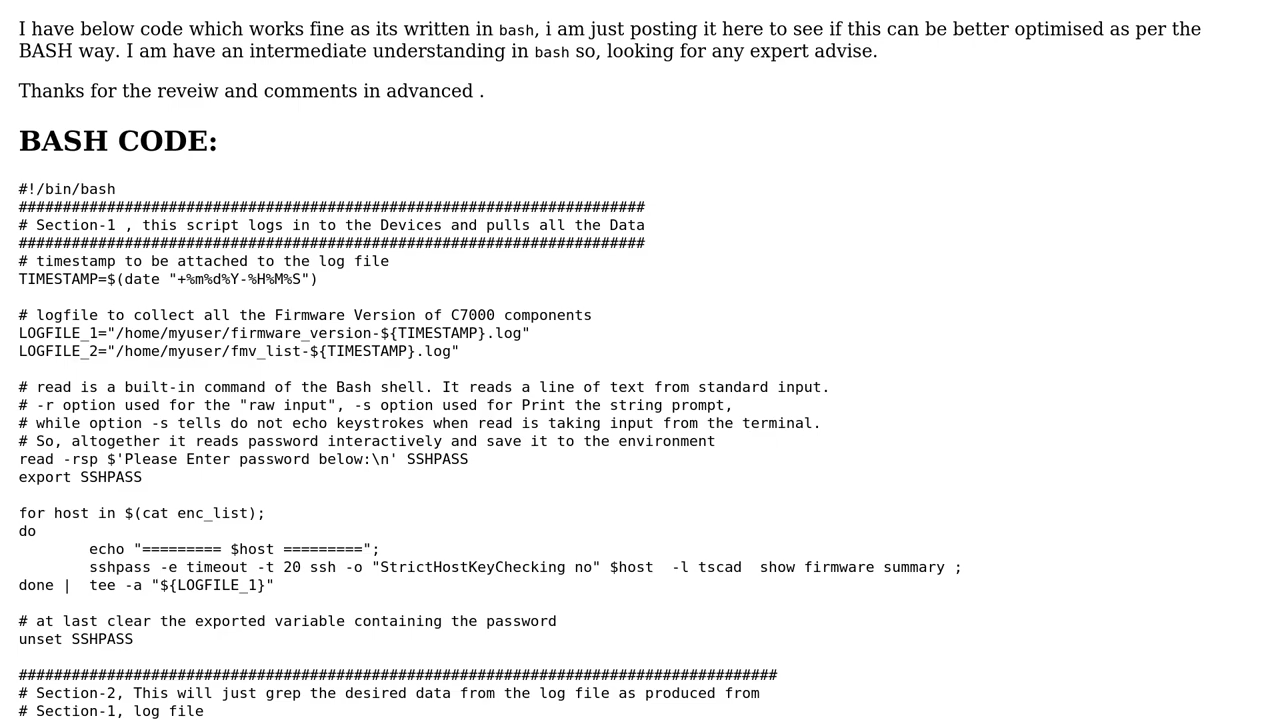 I have below code which works fine as its written in bash, i am just posting it here to see if this can be better optimised as per the
BASH way. I am have an intermediate understanding in bash so, looking for any expert advise.
Thanks for the reveiw and comments in advanced .
BASH CODE:
#!/bin/bash
#######################################################################
# Section-1 , this script logs in to the Devices and pulls all the Data
#######################################################################
# timestamp to be attached to the log file
TIMESTAMP=$(date "+%m%d%Y-%H%M%S")
# logfile to collect all the Firmware Version of C7000 components
LOGFILE_1="/home/myuser/firmware_version-${TIMESTAMP}.log"
LOGFILE_2="/home/myuser/fmv_list-${TIMESTAMP}.log"
# read is a built-in command of the Bash shell. It reads a line of text from standard input.
# -r option used for the "raw input", -s option used for Print the string prompt,
# while option -s tells do not echo keystrokes when read is taking input from the terminal.
# So, altogether it reads password interactively and save it to the environment
read -rsp $'Please Enter password below:\n' SSHPASS
export SSHPASS
for host in $(cat enc_list);
do
        echo "========= $host =========";
        sshpass -e timeout -t 20 ssh -o "StrictHostKeyChecking no" $host  -l tscad  show firmware summary ;
done |  tee -a "${LOGFILE_1}"
# at last clear the exported variable containing the password
unset SSHPASS
######################################################################################
# Section-2, This will just grep the desired data from the log file as produced from
# Section-1, log file